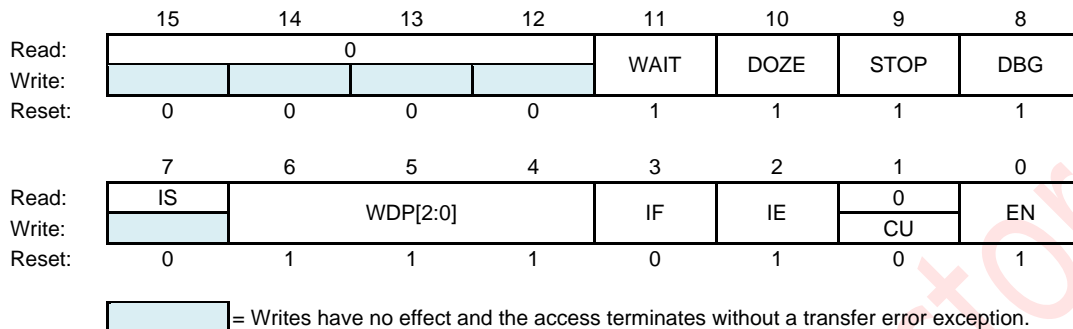 15 14 13 12 11 10 9 8
Read: 0 WAIT DOZE STOP DBG
Write:
Reset: 0 0 0 0 1 1 1 1
7 6 5 4 3 2 1 0
Read: IS WDP[2:0] IF IE 0 EN
Write: CU
Reset: 0 1 1 1 0 1 0 1
= Writes have no effect and the access terminates without a transfer error exception.